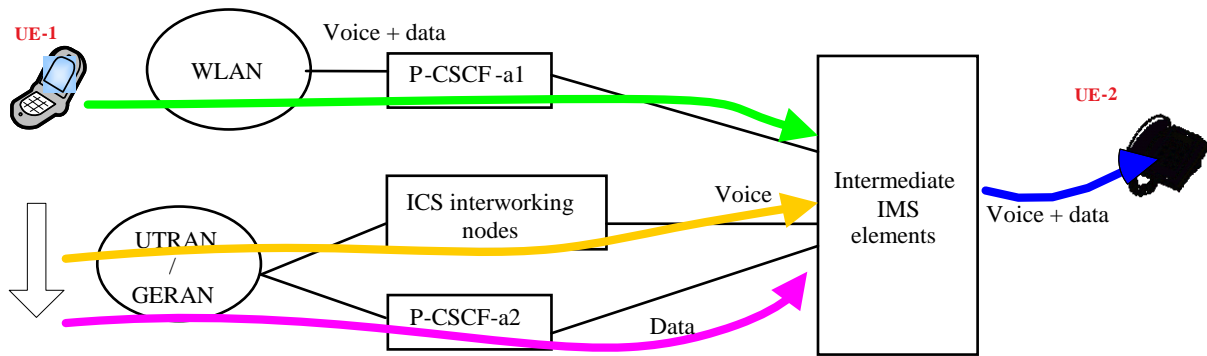 UE-1
Voice + data
WLAN
P-CSCF-a1
UE-2
ICS interworking
nodes
Voice
Intermediate
IMS
elements
Voice + data
UTRAN
/
GERAN
P-CSCF-a2
Data